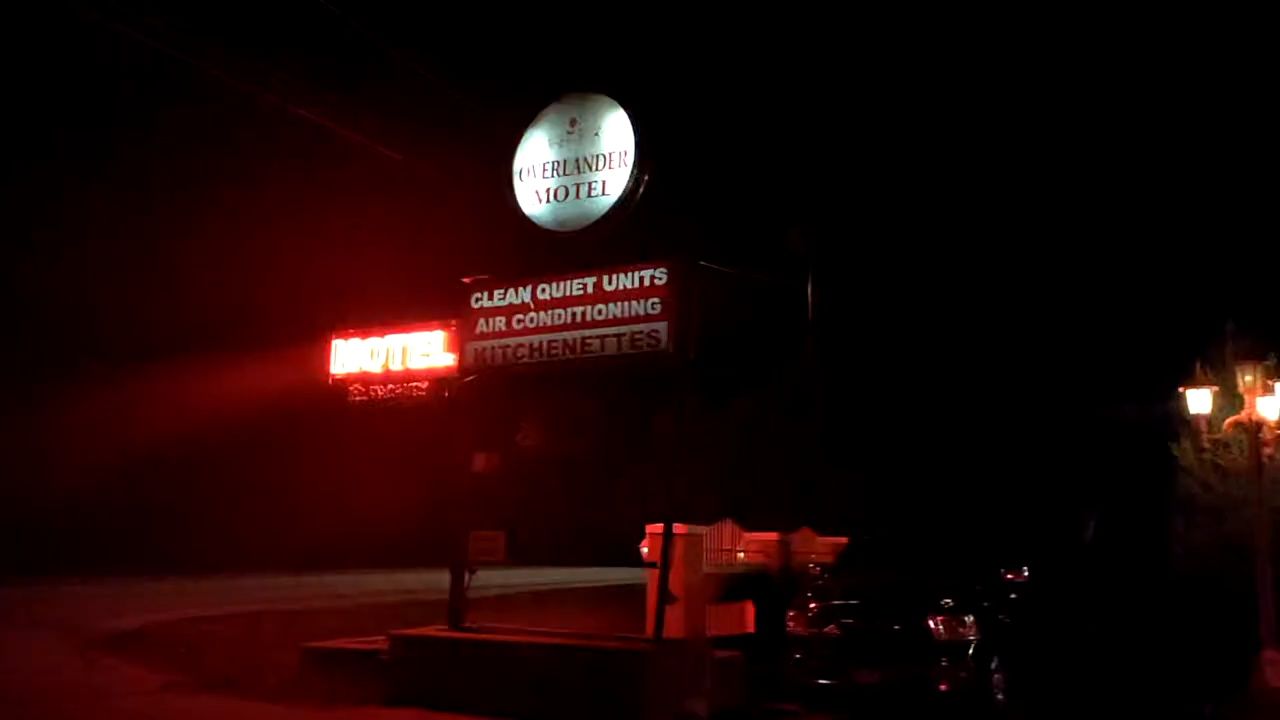 OVERLANDER
MOTEL
CLEAN QUIET UNITS
AIR CONDITIONING
KITCHENETTES
MOTEL